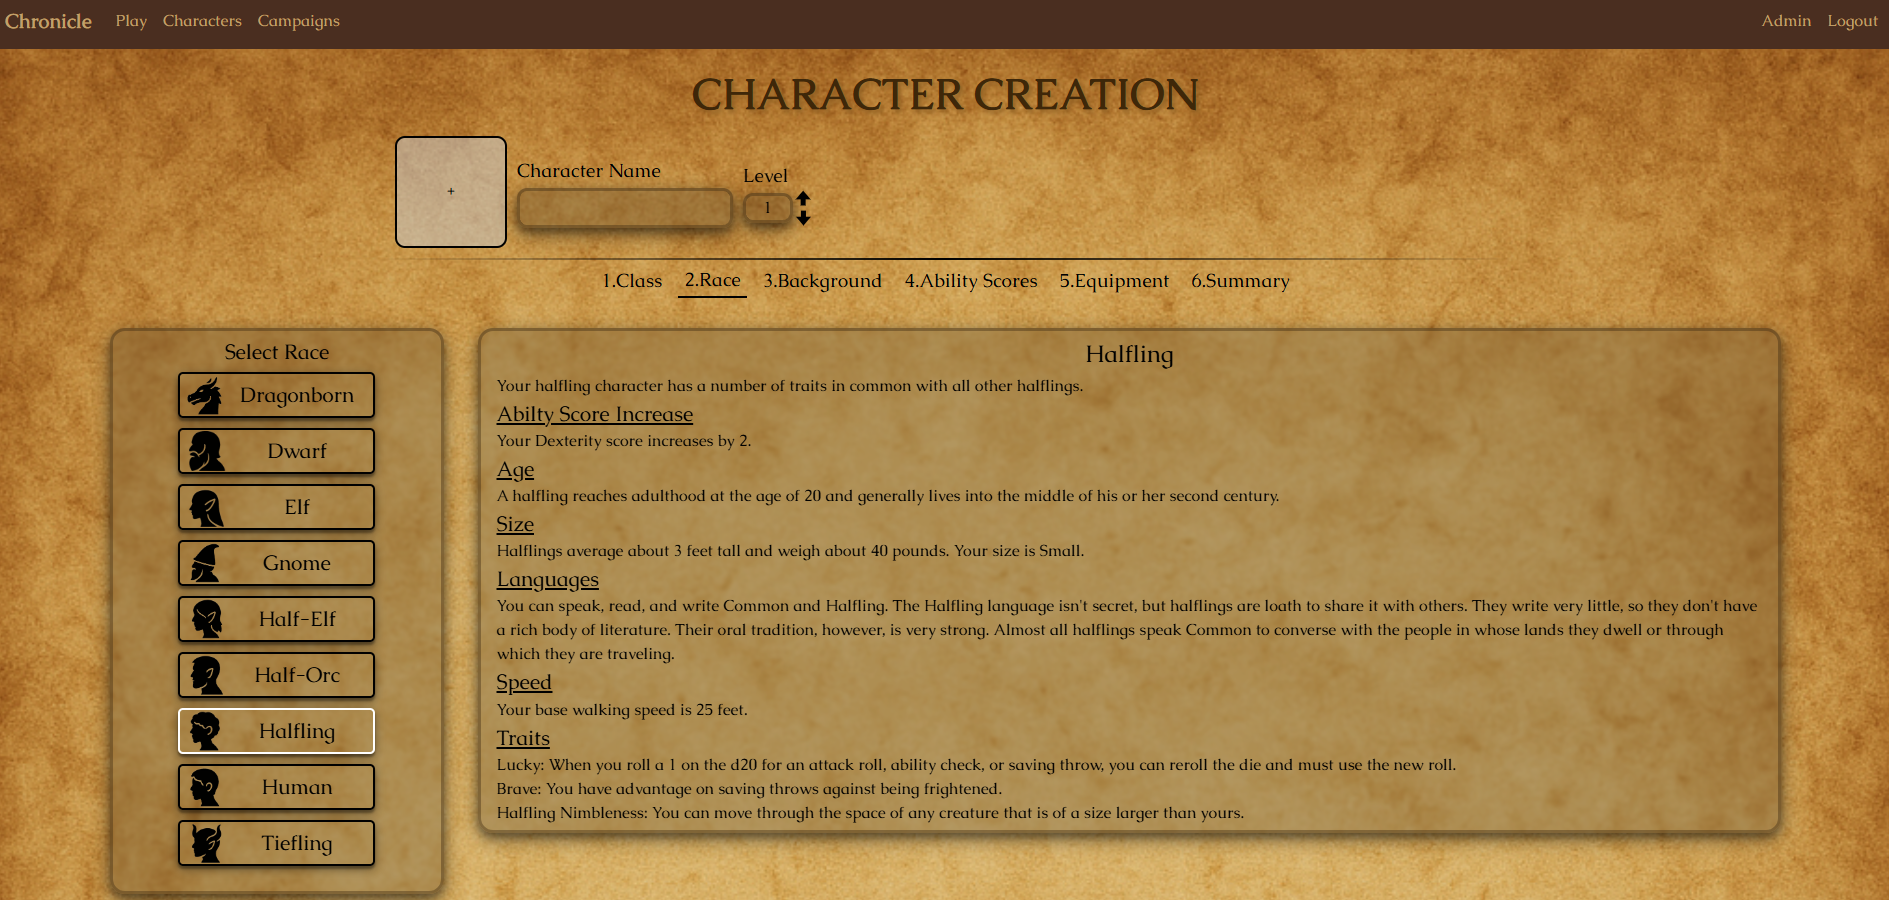 Chronicle Play Characters Campaigns Admin Logout
CHARACTER CREATION
+
Character Name
Level
1
1.Class 2.Race 3.Background 4.Ability Scores 5.Equipment 6.Summary
Select Race
Dragonborn
Dwarf
Elf
Gnome
Half-Elf
Half-Orc
Halfling
Human
Tiefling
Halfling
Your halfling character has a number of traits in common with all other halflings.
Abilty Score Increase
Your Dexterity score increases by 2.
Age
A halfling reaches adulthood at the age of 20 and generally lives into the middle of his or her second century.
Size
Halflings average about 3 feet tall and weigh about 40 pounds. Your size is Small.
Languages
You can speak, read, and write Common and Halfling. The Halfling language isn't secret, but halflings are loath to share it with others. They write very little, so they don't have
a rich body of literature. Their oral tradition, however, is very strong. Almost all halflings speak Common to converse with the people in whose lands they dwell or through
which they are traveling.
Speed
Your base walking speed is 25 feet.
Traits
Lucky: When you roll a 1 on the d20 for an attack roll, ability check, or saving throw, you can reroll the die and must use the new roll.
Brave: You have advantage on saving throws against being frightened.
Halfling Nimbleness: You can move through the space of any creature that is of a size larger than yours.